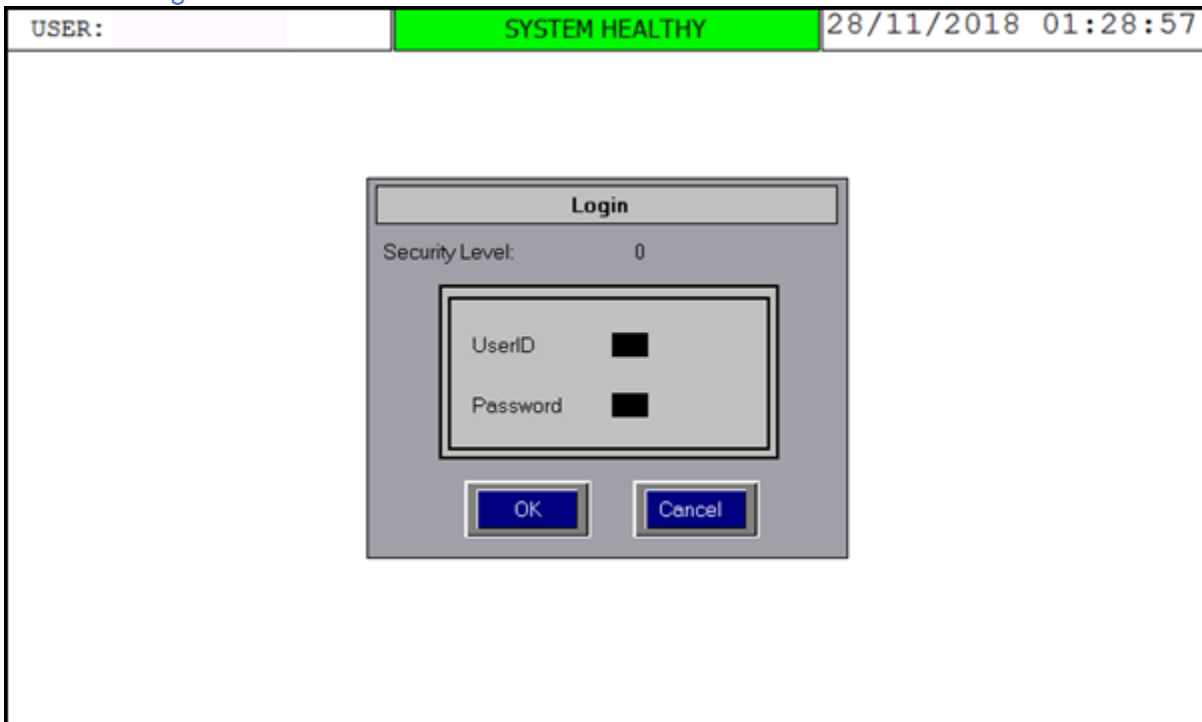 USER:
SYSTEM HEALTHY
28/11/2018 01:28:57
Login
Security Level: 0
UserID
Password
OK
Cancel